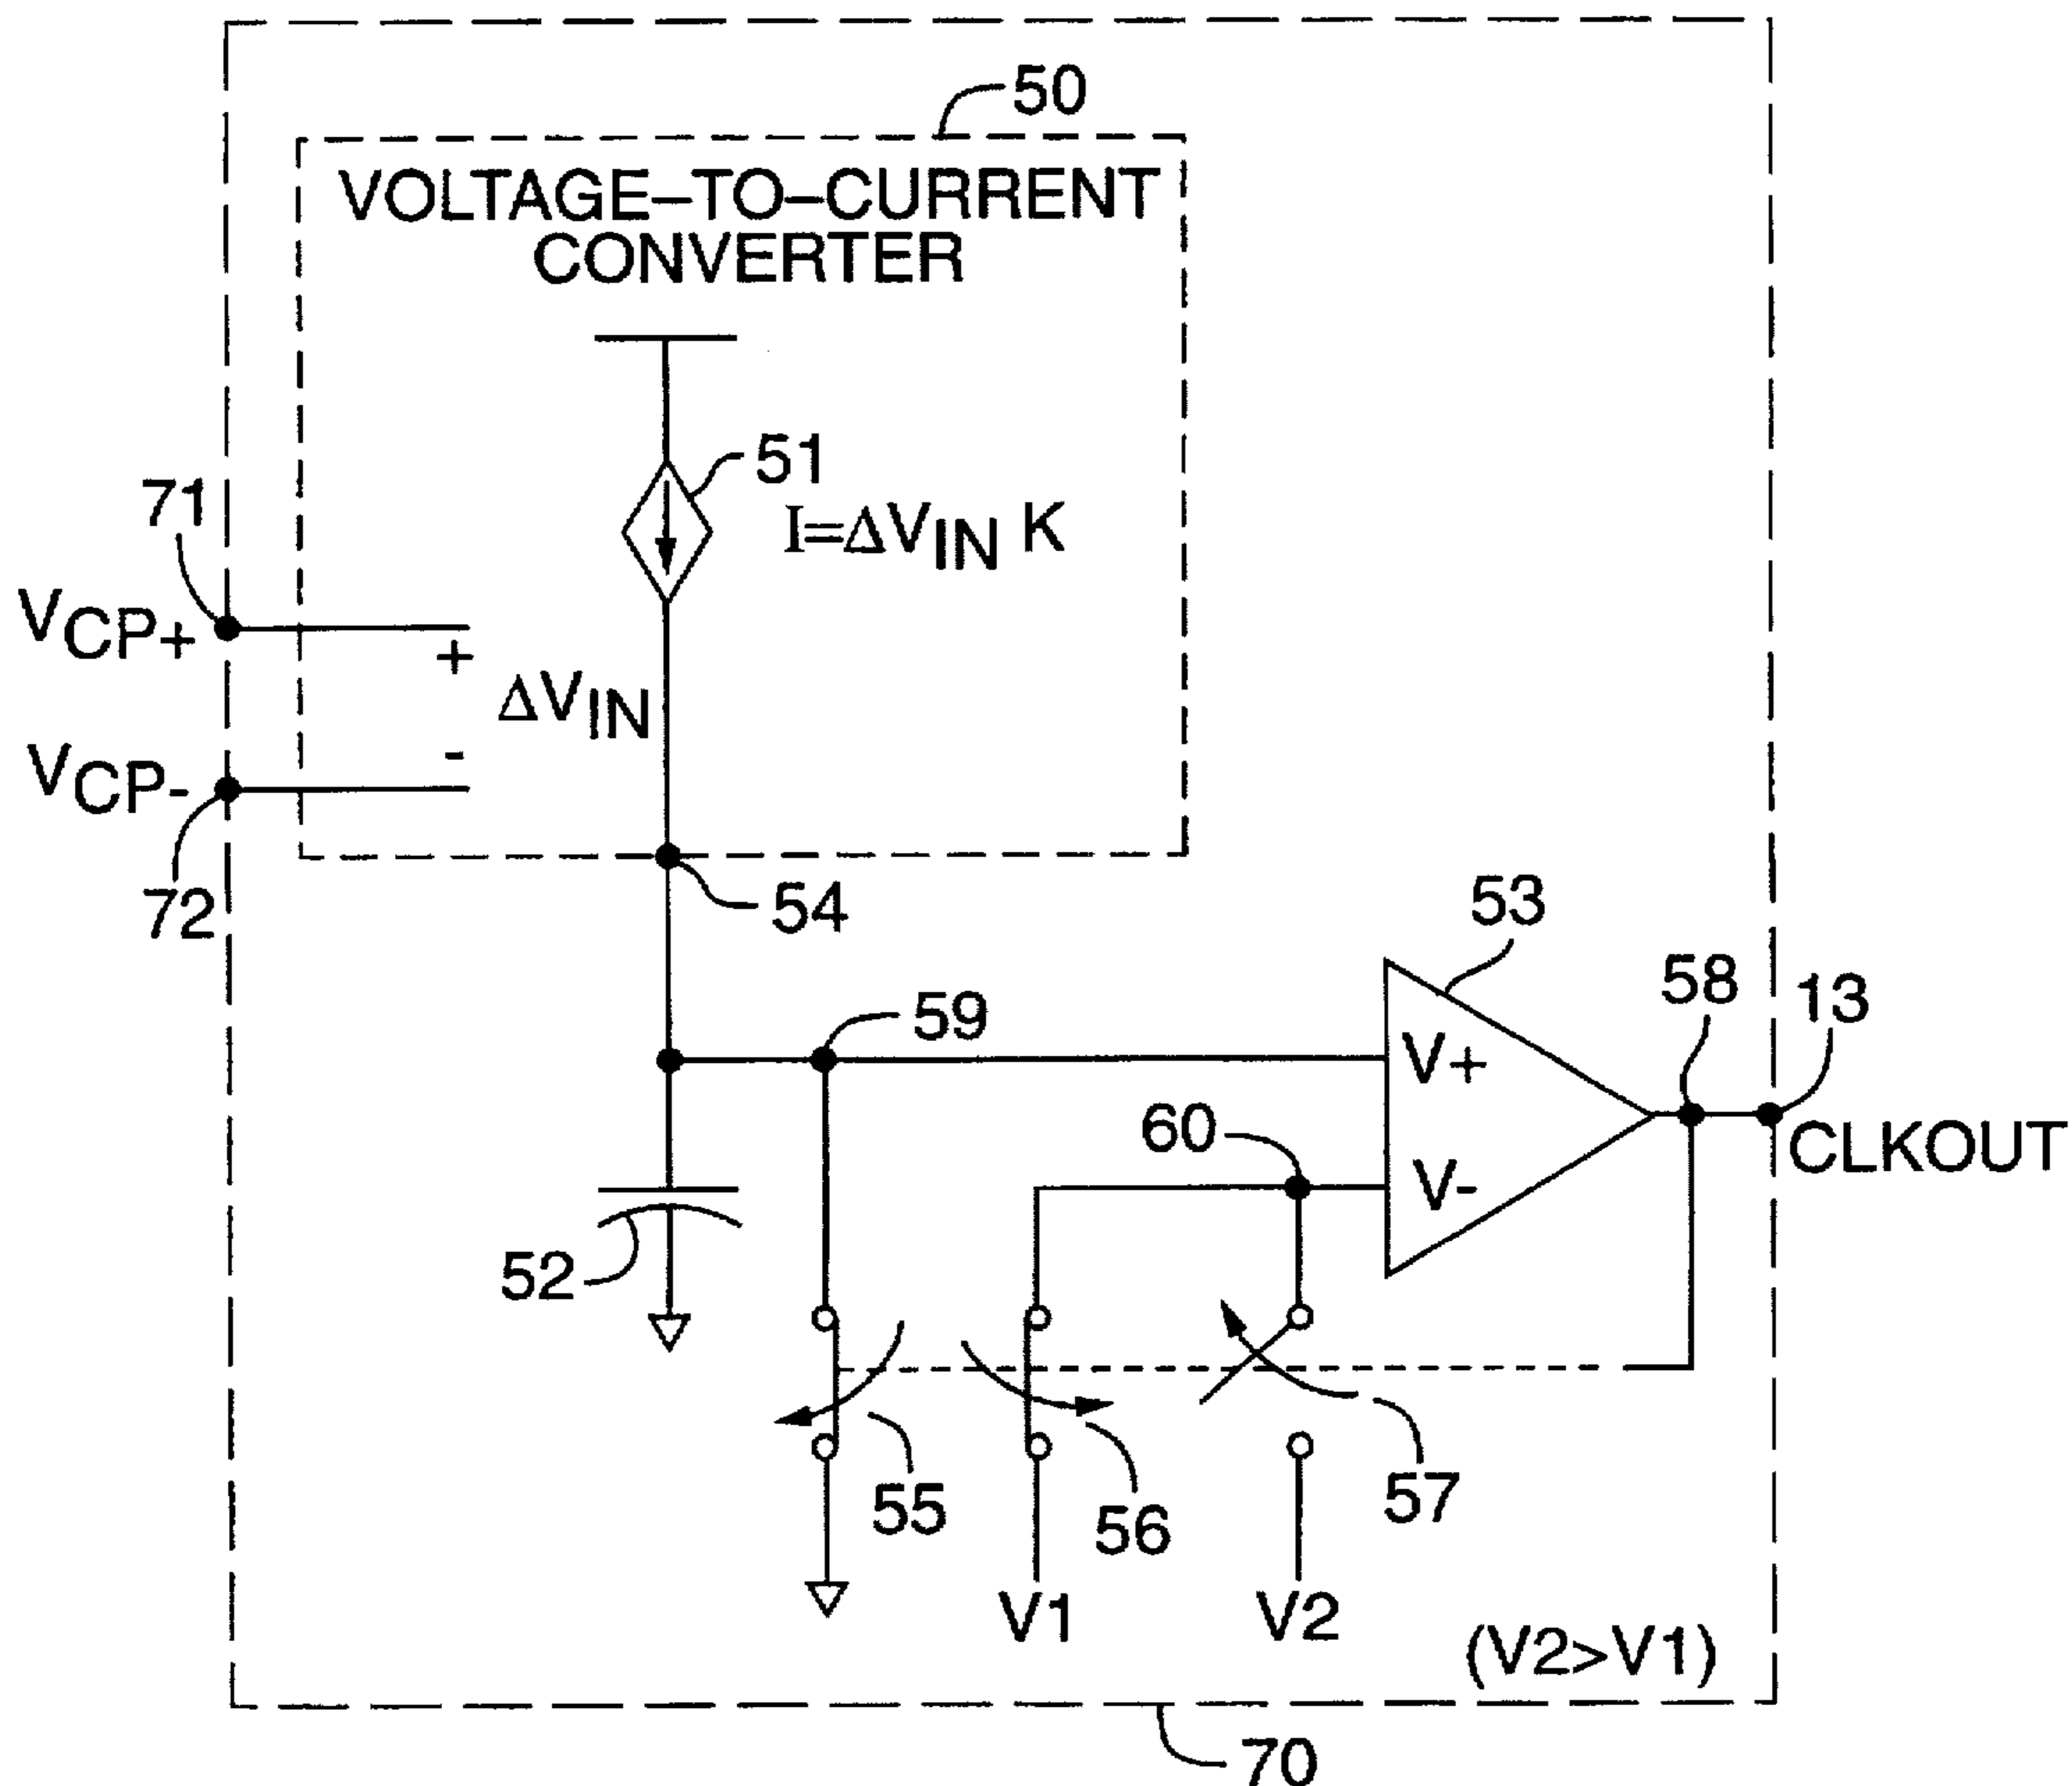 50
VOLTAGE-TO-CURRENT
CONVERTER
51
I=ΔVIN K
71
VCP+
+
ΔVIN
-
VCP-
72
54
53
58
13
59
V+
60
V-
CLKOUT
52
55
56
57
V1
V2
(V2>V1)
70